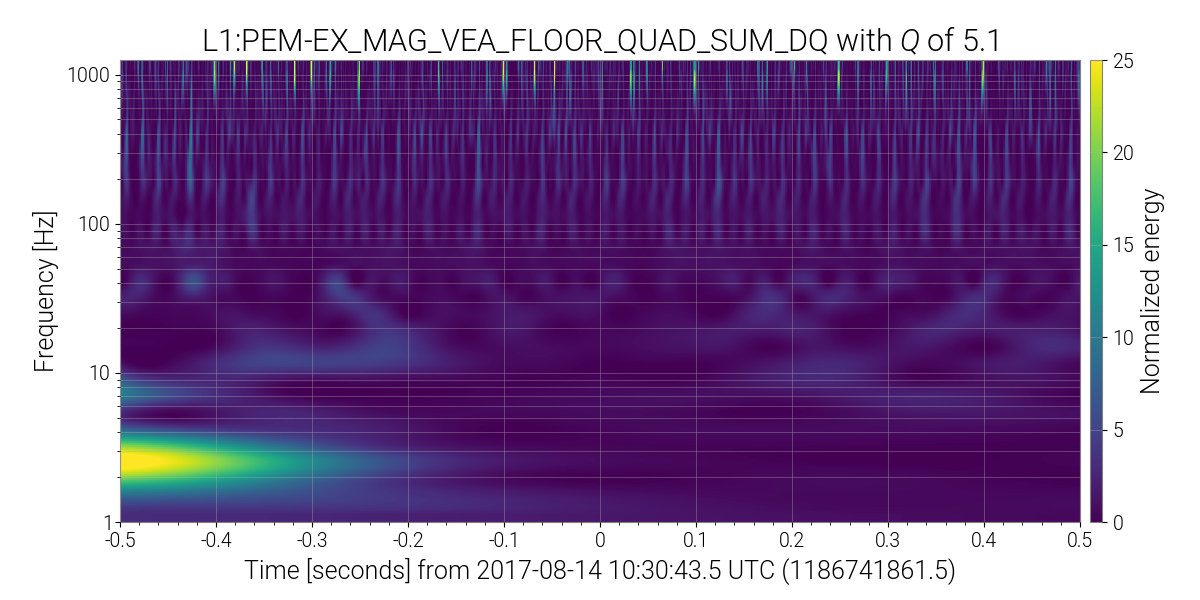 L1:PEM-EX_MAG_VEA_FLOOR_QUAD_SUM_DQ with Q of 5.1
Frequency [Hz]
1000
100
10
1
-0.5 -0.4 -0.3 -0.2 -0.1 0 0.1 0.2 0.3 0.4 0.5
Time [seconds] from 2017-08-14 10:30:43.5 UTC (1186741861.5)
25
20
15
10
5
0
Normalized energy